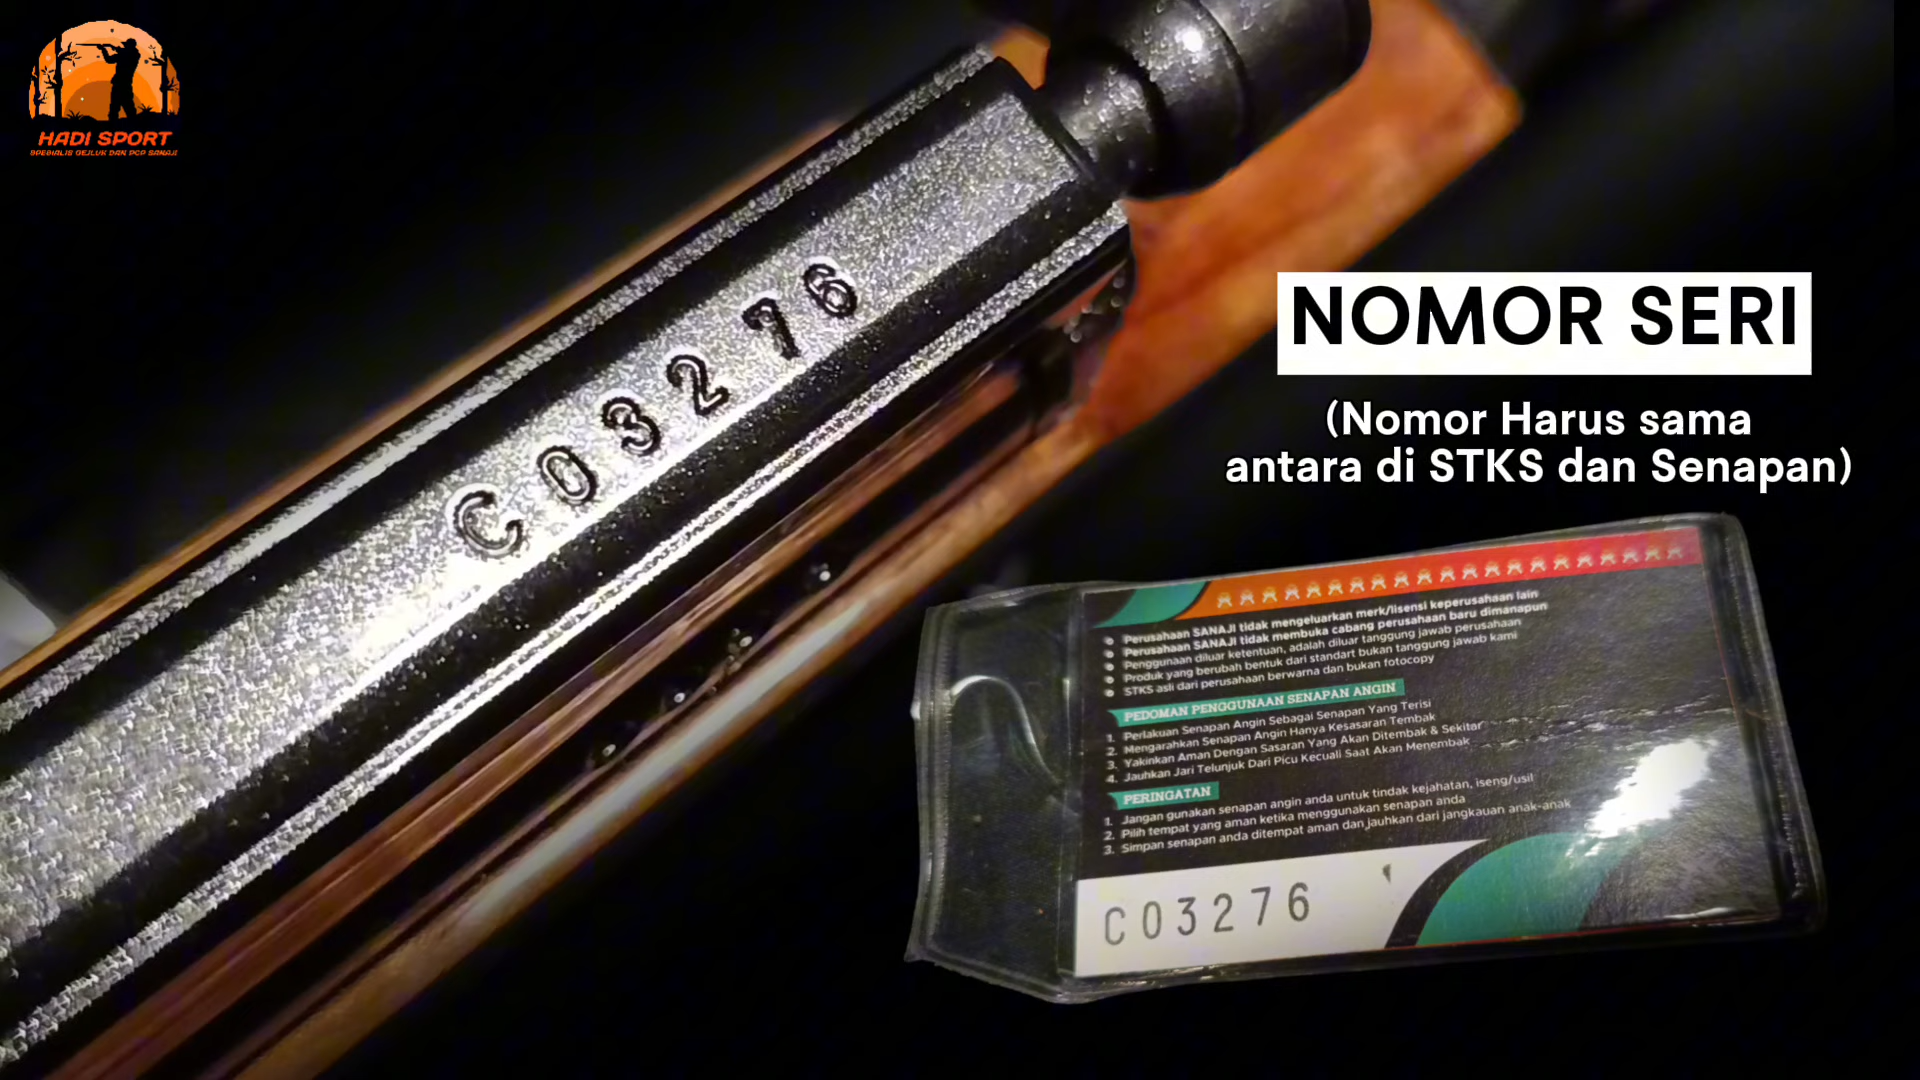 HADI SPORT
SPESIALIS GEJLUK DAN PCP SANAJI
C03276
NOMOR SERI
(Nomor Harus sama
antara di STKS dan Senapan)
Perusahaan SANAJI tidak mengeluarkan merk/lisensi keperusahaan lain
Perusahaan SANAJI tidak membuka cabang perusahaan baru dimanapun
Penggunaan diluar ketentuan, adalah diluar tanggung jawab perusahaan
Produk yang berubah bentuk dari standart bukan tanggung jawab kami
STKS asli dari perusahaan berwarna dan bukan fotocopy
PEDOMAN PENGGUNAAN SENAPAN ANGIN
1. Perlakuan Senapan Angin Sebagai Senapan Yang Terisi
2. Mengarahkan Senapan Angin Hanya Kesasaran Tembak
3. Yakinkan Aman Dengan Sasaran Yang Akan Ditembak & Sekitar
4. Jauhkan Jari Telunjuk Dari Picu Kecuali Saat Akan Menembak
PERINGATAN
1. Jangan gunakan senapan angin anda untuk tindak kejahatan, iseng/usil
2. Pilih tempat yang aman ketika menggunakan senapan anda
3. Simpan senapan anda ditempat aman dan jauhkan dari jangkauan anak-anak
C03276